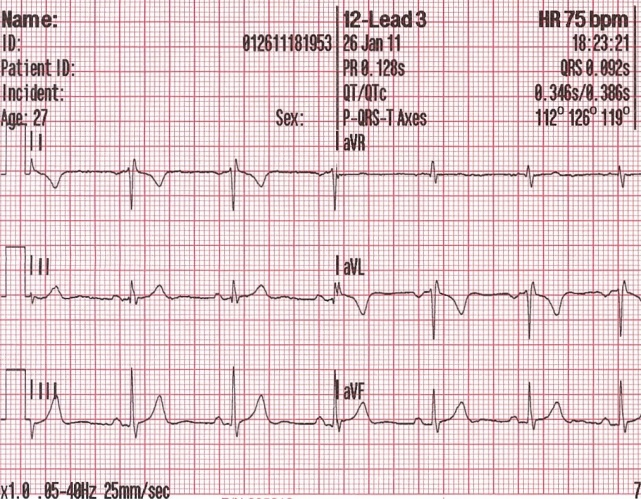 Name: 12-Lead 3 HR 75 bpm
ID: 012611181953 26 Jan 11 18:23:21
Patient ID: PR 0.128s QRS 0.092s
Incident: QT/QTc 0.346s/0.386s
Age: 27 Sex: P-QRS-T Axes 112° 126° 119°
I aVR
II aVL
III aVF
x1.0 .05-40Hz 25mm/sec